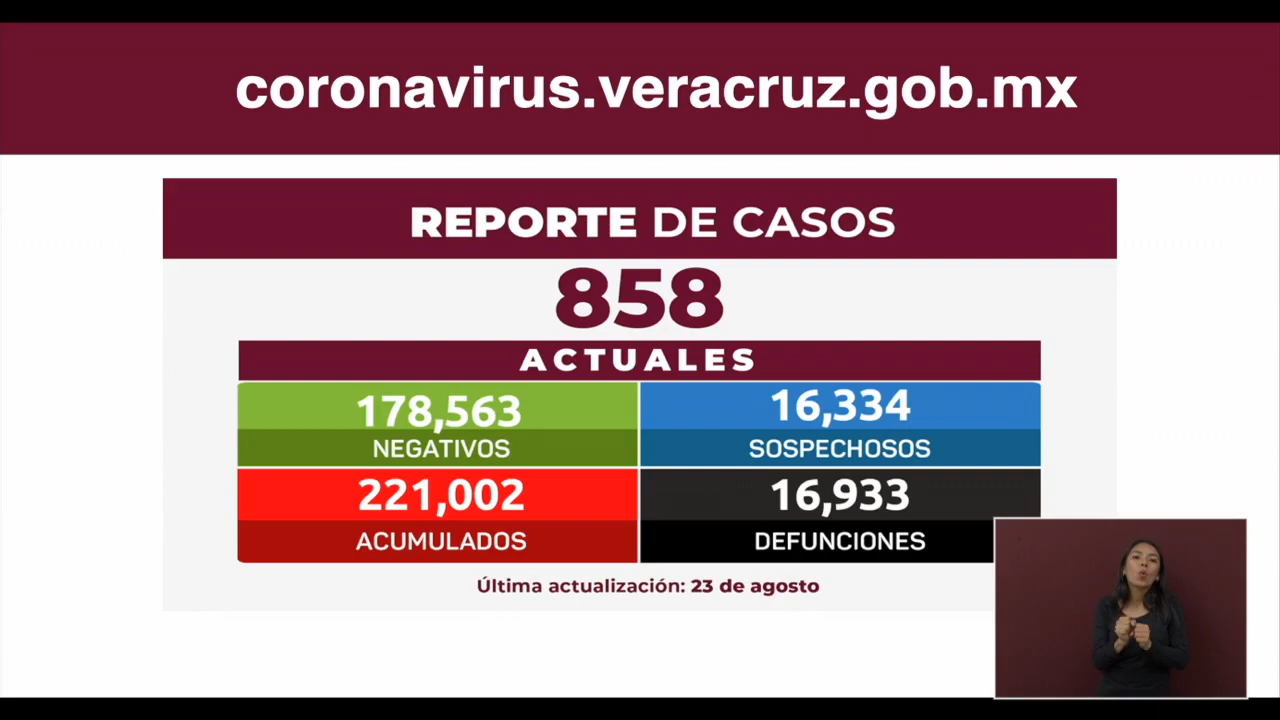 coronavirus.veracruz.gob.mx
REPORTE DE CASOS
858
ACTUALES
178,563
NEGATIVOS
16,334
SOSPECHOSOS
221,002
ACUMULADOS
16,933
DEFUNCIONES
Última actualización: 23 de agosto